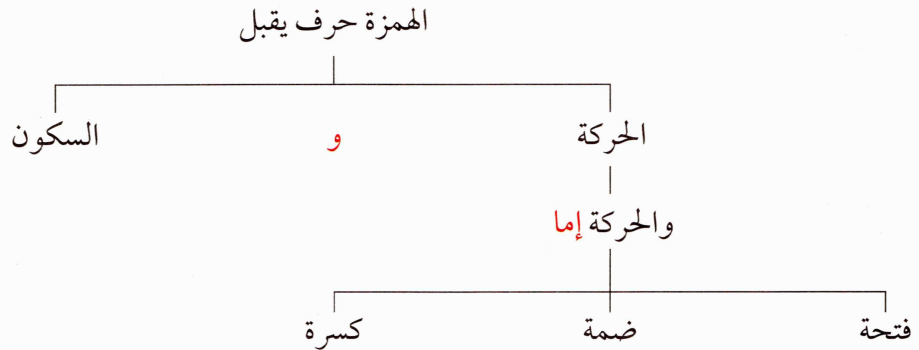 الهمزة حرف يقبل
الحركة و السكون
والحركة إما
فتحة ضمة كسرة